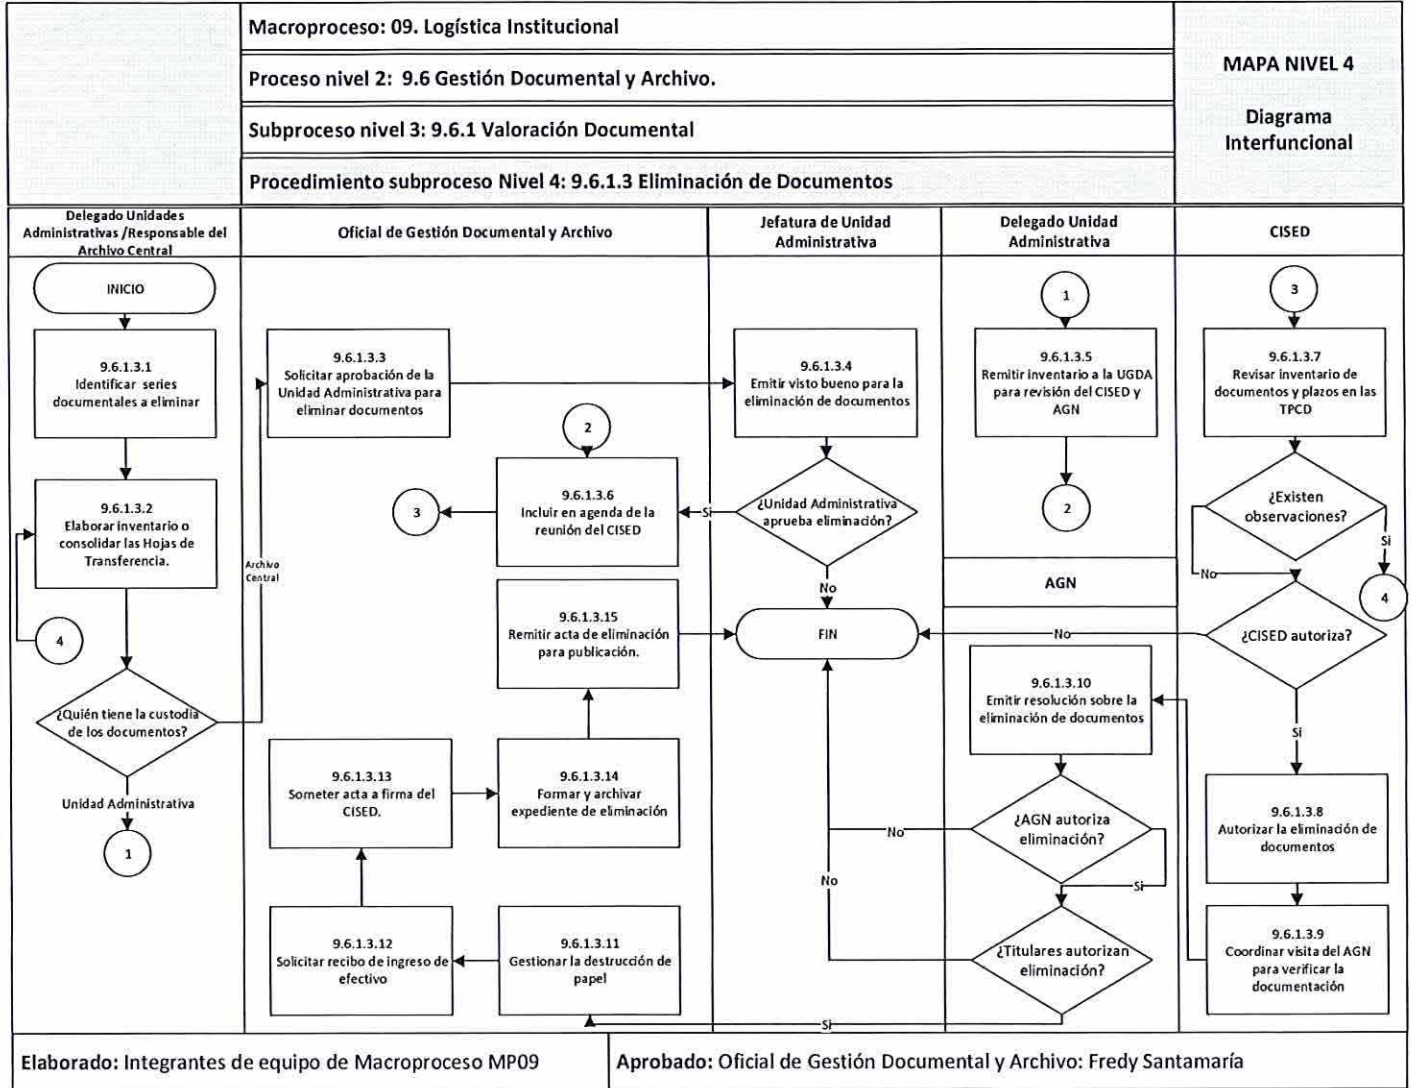 Macroproceso: 09. Logística Institucional
Proceso nivel 2: 9.6 Gestión Documental y Archivo.
Subproceso nivel 3: 9.6.1 Valoración Documental
Procedimiento subproceso Nivel 4: 9.6.1.3 Eliminación de Documentos
MAPA NIVEL 4
Diagrama
Interfuncional
Delegado Unidades
Administrativas /Responsable del
Archivo Central
Oficial de Gestión Documental y Archivo
Jefatura de Unidad
Administrativa
Delegado Unidad
Administrativa
CISED
INICIO
9.6.1.3.1
Identificar series
documentales a eliminar
9.6.1.3.2
Elaborar inventario o
consolidar las Hojas de
Transferencia.
4
¿Quién tiene la custodia
de los documentos?
Unidad Administrativa
1
Archivo
Central
9.6.1.3.3
Solicitar aprobación de la
Unidad Administrativa para
eliminar documentos
2
3
9.6.1.3.6
Incluir en agenda de la
reunión del CISED
9.6.1.3.15
Remitir acta de eliminación
para publicación.
9.6.1.3.13
Someter acta a firma del
CISED.
9.6.1.3.14
Formar y archivar
expediente de eliminación
9.6.1.3.12
Solicitar recibo de ingreso de
efectivo
9.6.1.3.11
Gestionar la destrucción de
papel
9.6.1.3.4
Emitir visto bueno para la
eliminación de documentos
Si
¿Unidad Administrativa
aprueba eliminación?
No
FIN
No
No
Si
1
9.6.1.3.5
Remitir inventario a la UGDA
para revisión del CISED y
AGN
2
AGN
No
9.6.1.3.10
Emitir resolución sobre la
eliminación de documentos
¿AGN autoriza
eliminación?
Si
¿Titulares autorizan
eliminación?
3
9.6.1.3.7
Revisar inventario de
documentos y plazos en las
TPCD
¿Existen
observaciones?
Si
No
4
¿CISED autoriza?
Si
9.6.1.3.8
Autorizar la eliminación de
documentos
9.6.1.3.9
Coordinar visita del AGN
para verificar la
documentación
Elaborado: Integrantes de equipo de Macroproceso MP09
Aprobado: Oficial de Gestión Documental y Archivo: Fredy Santamaría